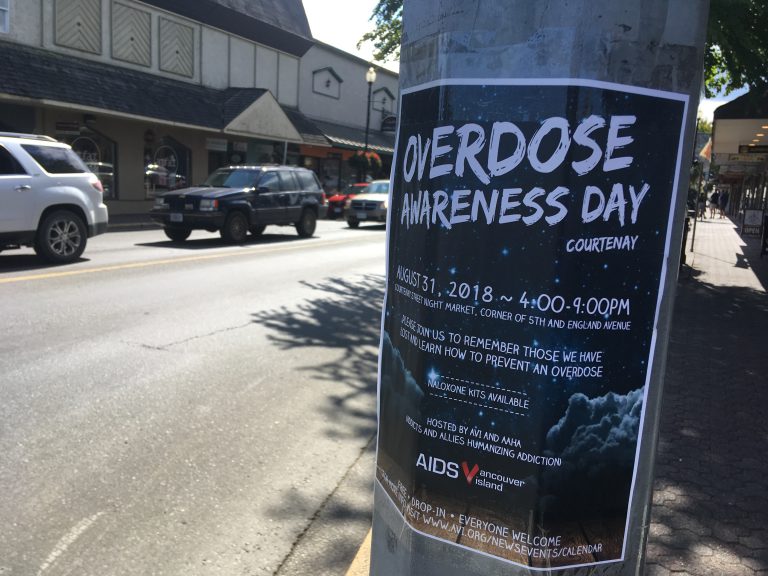 OVERDOSE
AWARENESS DAY
COURTENAY
AUGUST 31, 2018 ~ 4:00-9:00PM
COURTENAY STREET NIGHT MARKET, CORNER OF 5TH AND ENGLAND AVENUE
PLEASE JOIN US TO REMEMBER THOSE WE HAVE
LOST AND LEARN HOW TO PREVENT AN OVERDOSE
NALOXONE KITS AVAILABLE
HOSTED BY AVI AND AAHA
ADDICTS AND ALLIES HUMANIZING ADDICTION)
AIDS Vancouver
Island
FREE • DROP-IN • EVERYONE WELCOME
VISIT WWW.AVI.ORG/NEWSEVENTS/CALENDAR
OPEN